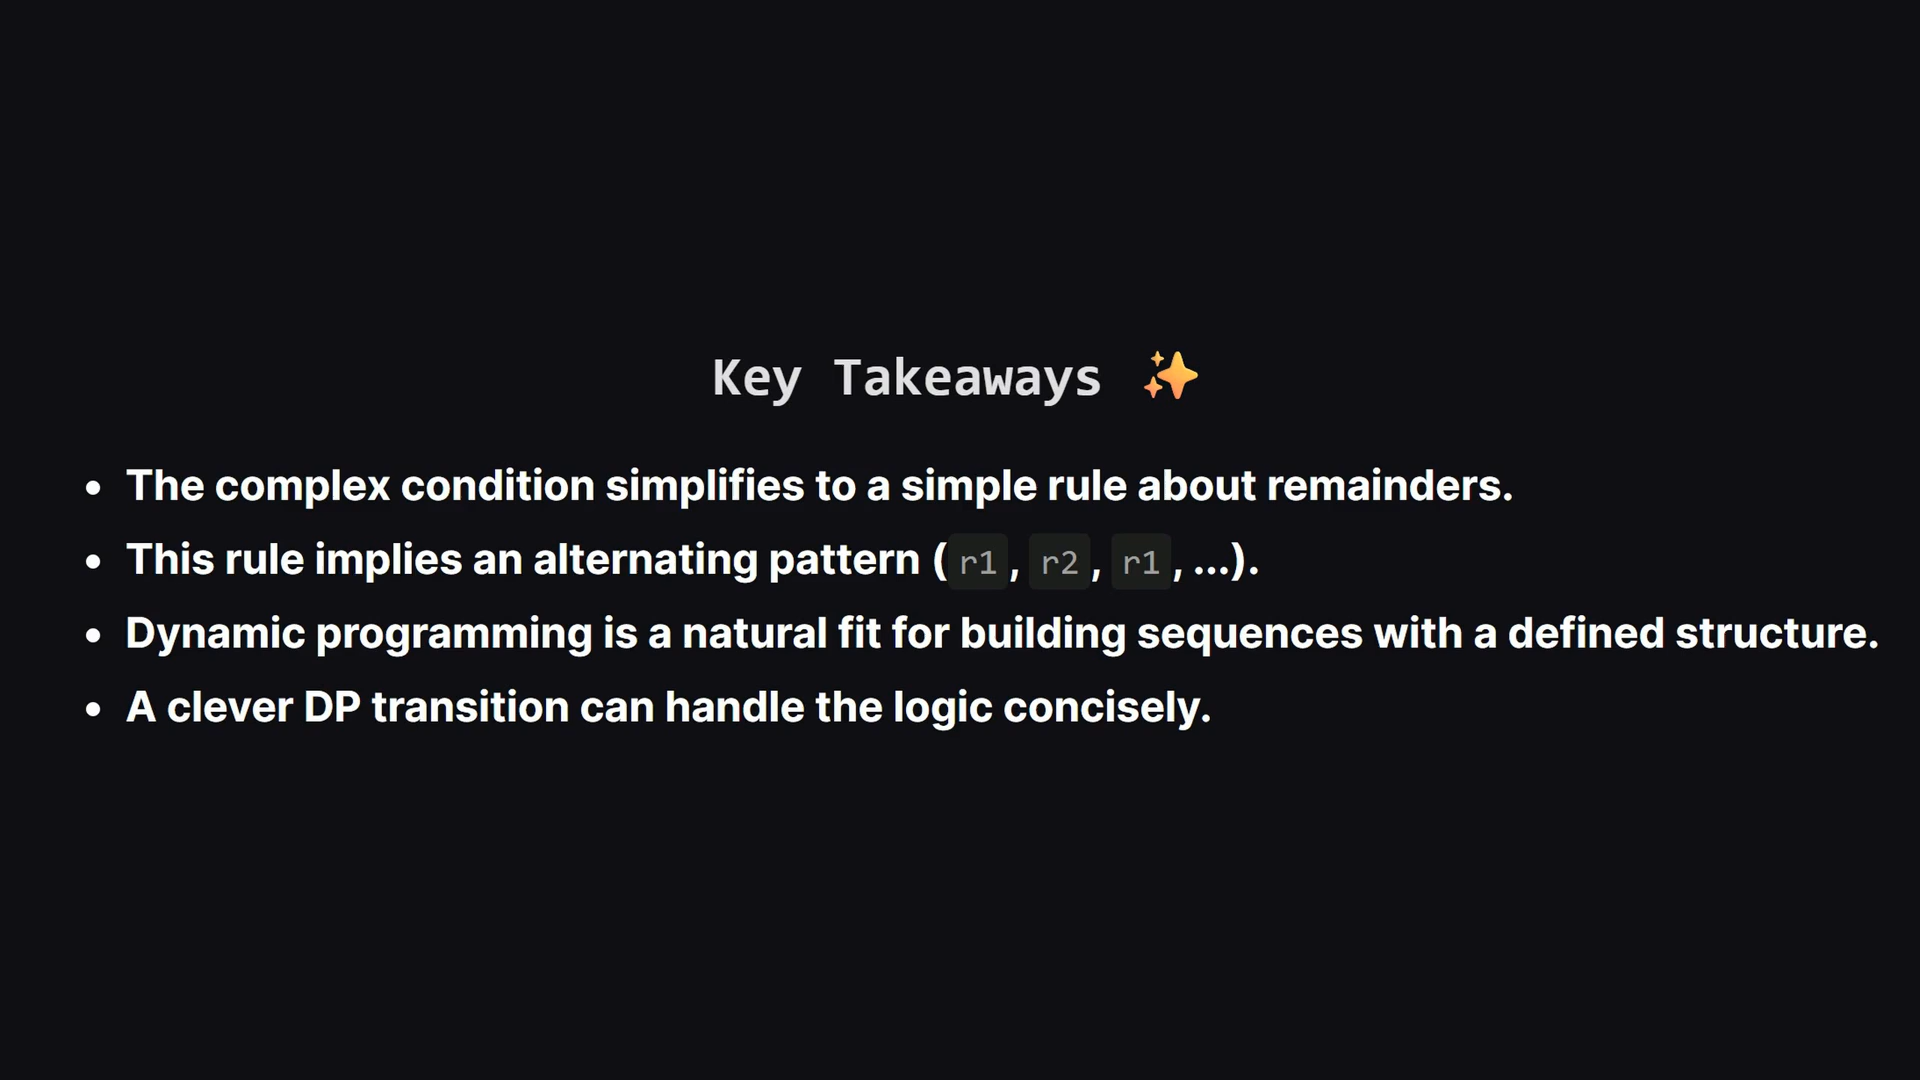 Key Takeaways ✨
• The complex condition simplifies to a simple rule about remainders.
• This rule implies an alternating pattern (r1, r2, r1, ...).
• Dynamic programming is a natural fit for building sequences with a defined structure.
• A clever DP transition can handle the logic concisely.